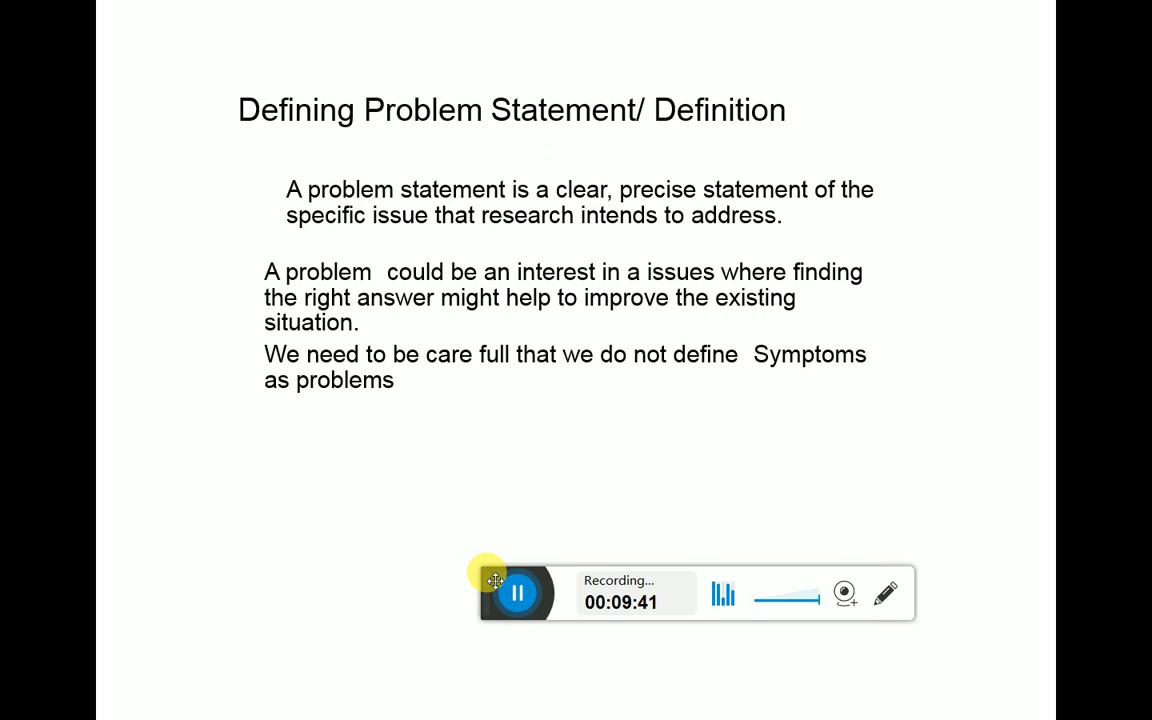 Defining Problem Statement/ Definition
A problem statement is a clear, precise statement of the
specific issue that research intends to address.
A problem  could be an interest in a issues where finding
the right answer might help to improve the existing
situation.
We need to be care full that we do not define  Symptoms
as problems
Recording...
00:09:41